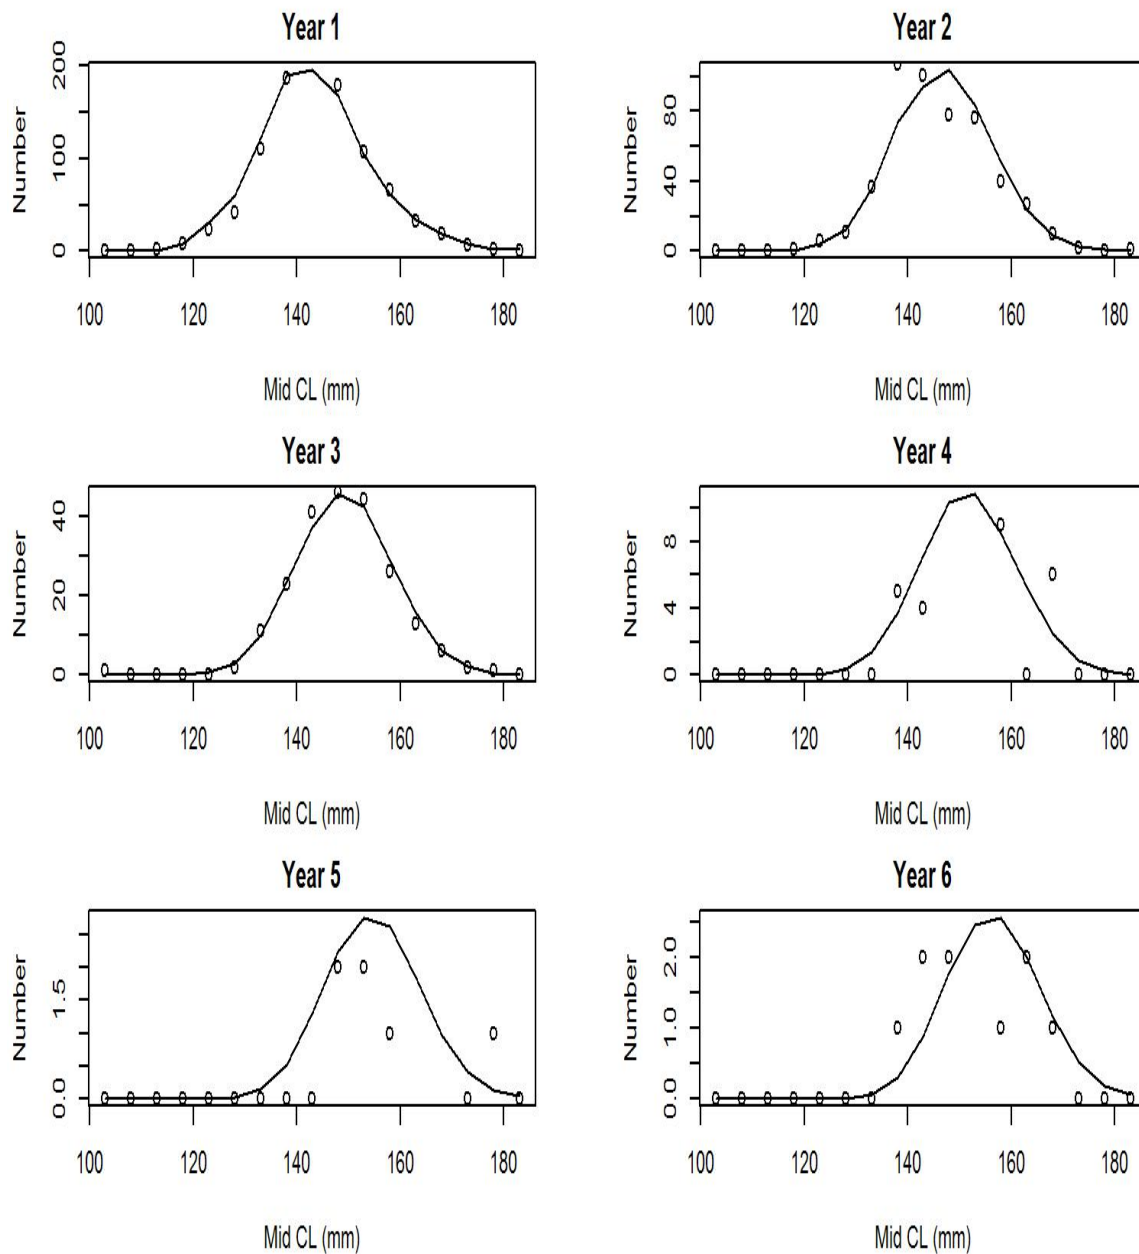 Year 1
Number
0 100 200
100 120 140 160 180
Mid CL (mm)
Year 2
Number
0 40 80
100 120 140 160 180
Mid CL (mm)
Year 3
Number
0 20 40
100 120 140 160 180
Mid CL (mm)
Year 4
Number
0 4 8
100 120 140 160 180
Mid CL (mm)
Year 5
Number
0.0 1.5
100 120 140 160 180
Mid CL (mm)
Year 6
Number
0.0 1.0 2.0
100 120 140 160 180
Mid CL (mm)